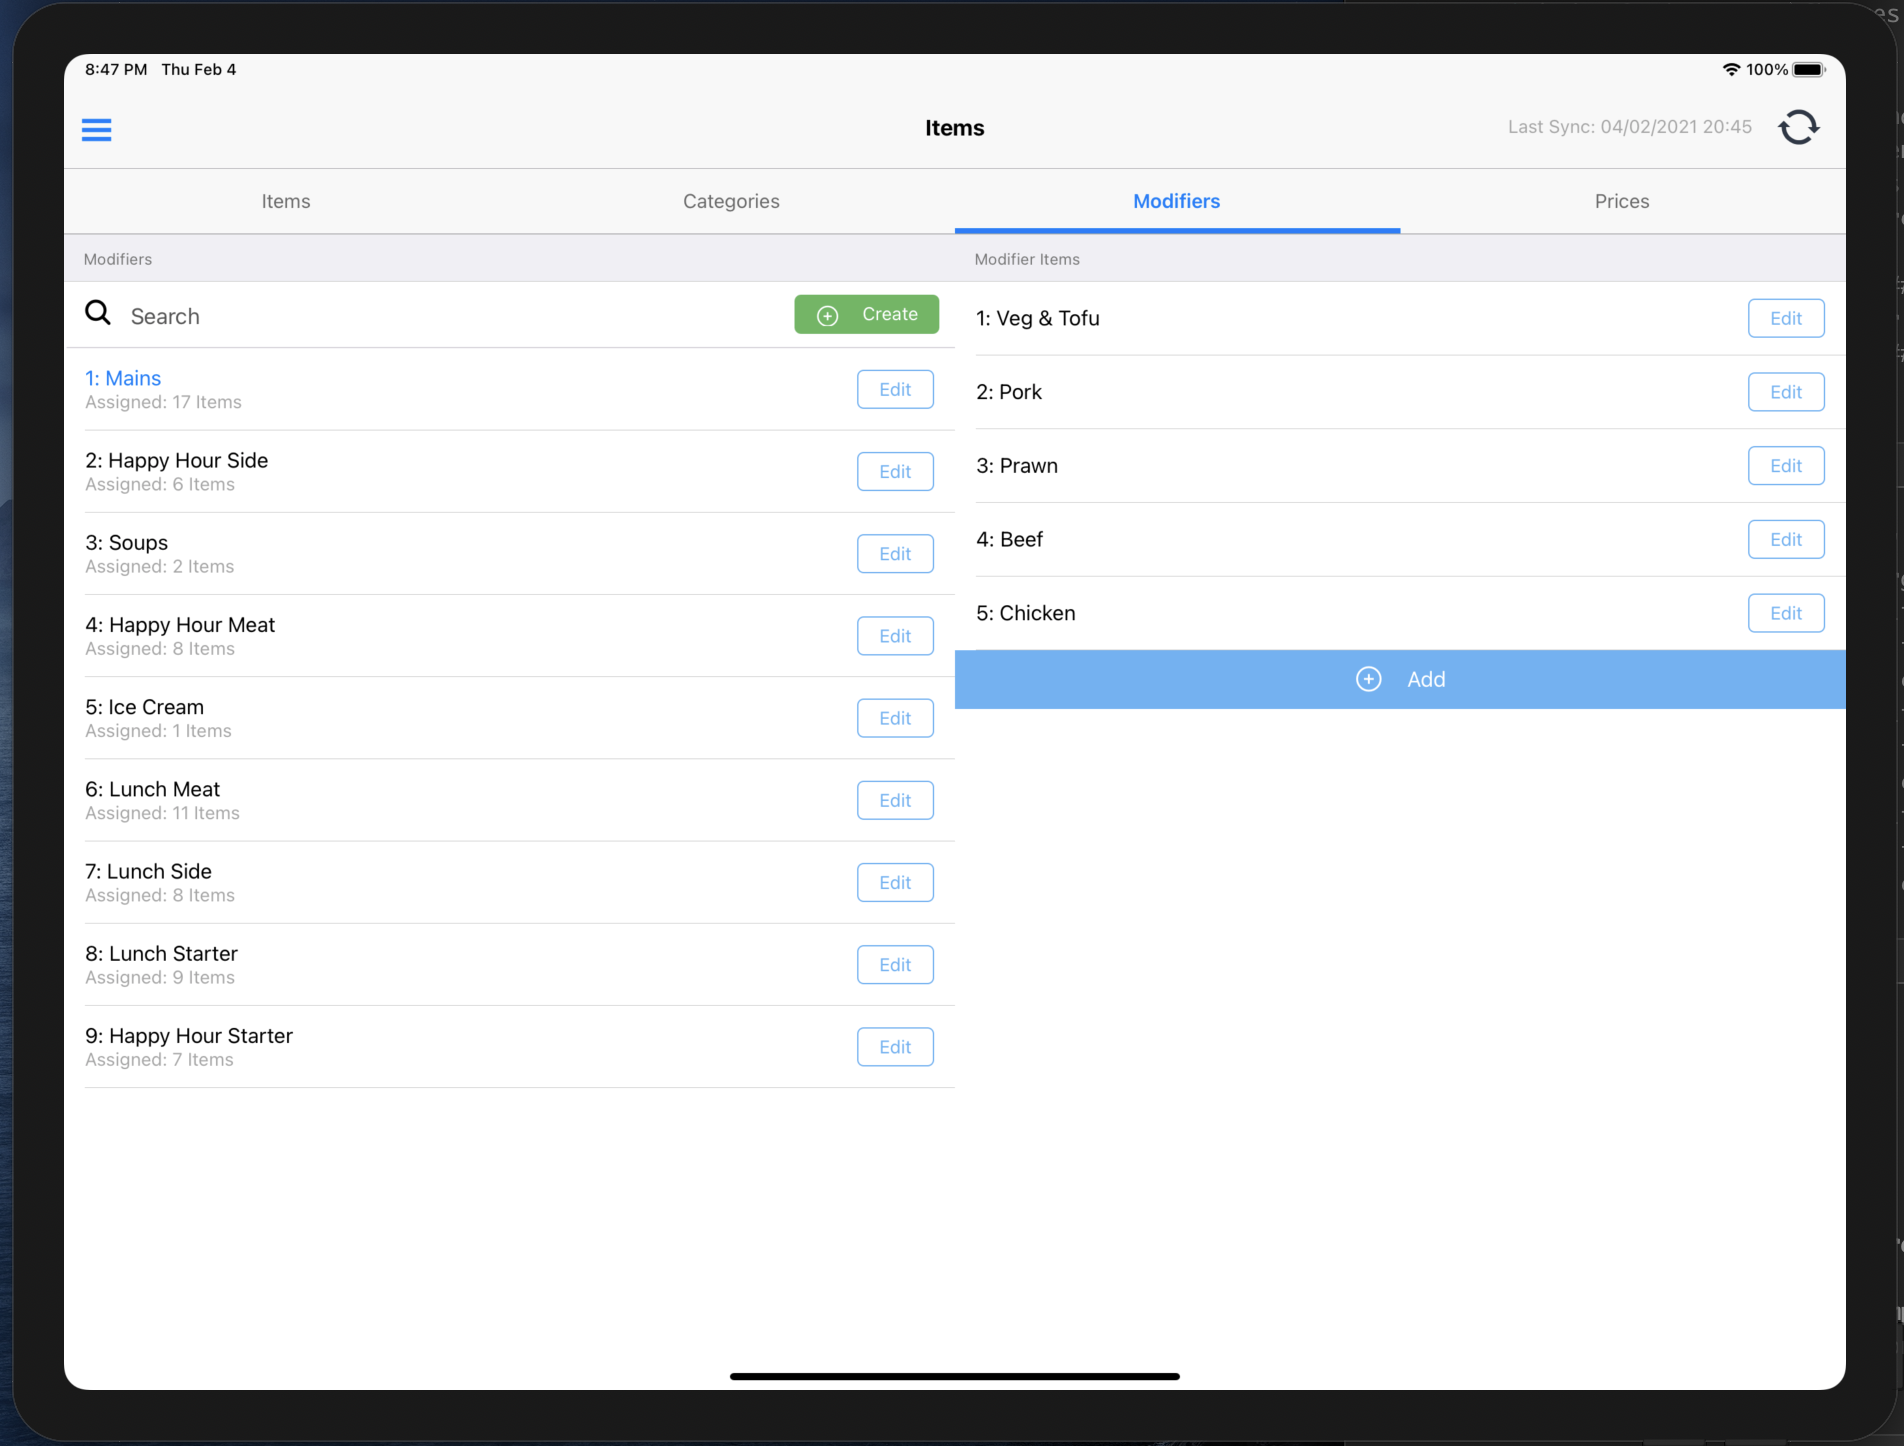 8:47 PM Thu Feb 4
100%
Items
Last Sync: 04/02/2021 20:45
Items Categories Modifiers Prices
Modifiers
Search
Create
1: Mains
Assigned: 17 Items
Edit
2: Happy Hour Side
Assigned: 6 Items
Edit
3: Soups
Assigned: 2 Items
Edit
4: Happy Hour Meat
Assigned: 8 Items
Edit
5: Ice Cream
Assigned: 1 Items
Edit
6: Lunch Meat
Assigned: 11 Items
Edit
7: Lunch Side
Assigned: 8 Items
Edit
8: Lunch Starter
Assigned: 9 Items
Edit
9: Happy Hour Starter
Assigned: 7 Items
Edit
Modifier Items
1: Veg & Tofu
Edit
2: Pork
Edit
3: Prawn
Edit
4: Beef
Edit
5: Chicken
Edit
Add